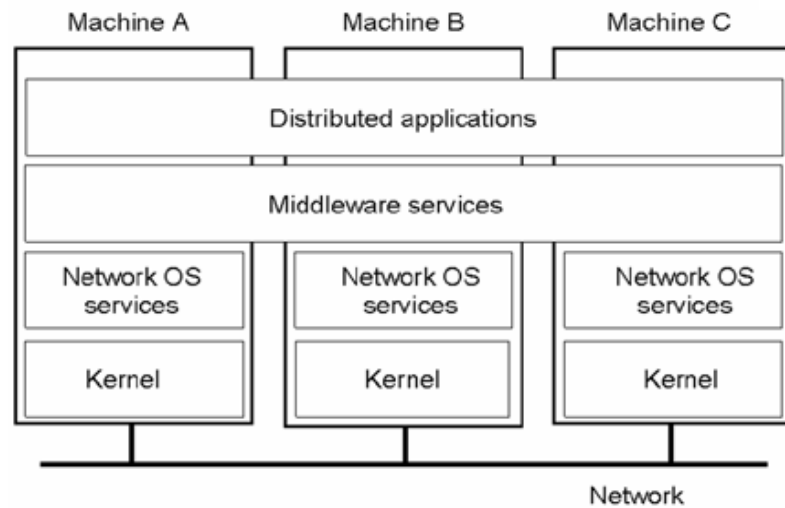 Machine A
Machine B
Machine C
Distributed applications
Middleware services
Network OS
services
Network OS
services
Network OS
services
Kernel
Kernel
Kernel
Network